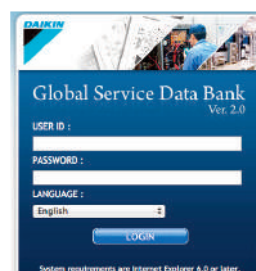 DAIKIN
Global Service Data Bank
Ver. 2.0
USER ID :
PASSWORD :
LANGUAGE :
English
LOGIN
System requirements are Internet Explorer 6.0 or later